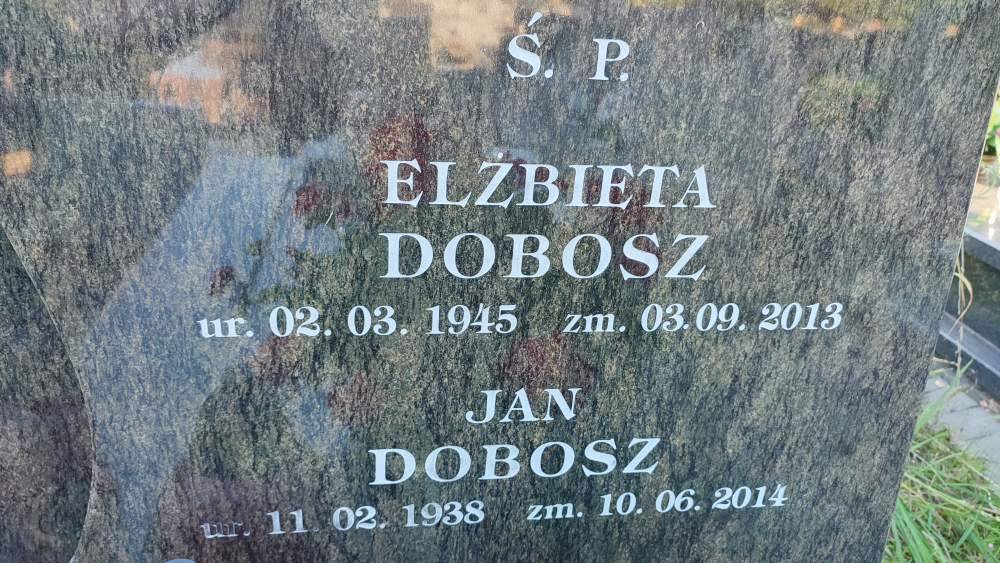 Ś. P.
ELŻBIETA
DOBOSZ
ur. 02. 03. 1945 zm. 03.09. 2013
JAN
DOBOSZ
ur. 11. 02. 1938 zm. 10. 06. 2014